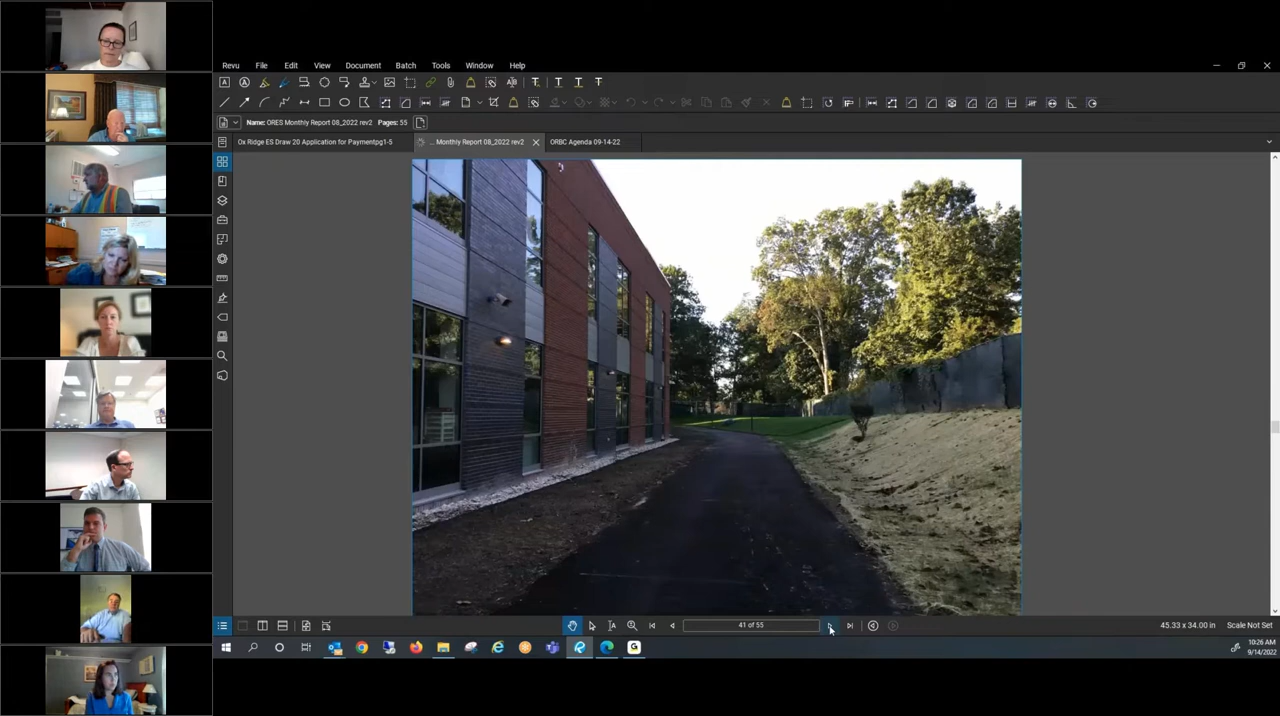 Revu File Edit View Document Batch Tools Window Help
Name: ORES Monthly Report 08_2022 rev2 Pages: 55
Ox Ridge ES Draw 20 Application for Paymentpg1-5
... Monthly Report 08_2022 rev2
ORBC Agenda 09-14-22
41 of 55
45.33 x 34.00 in
Scale Not Set
10:26 AM
9/14/2022